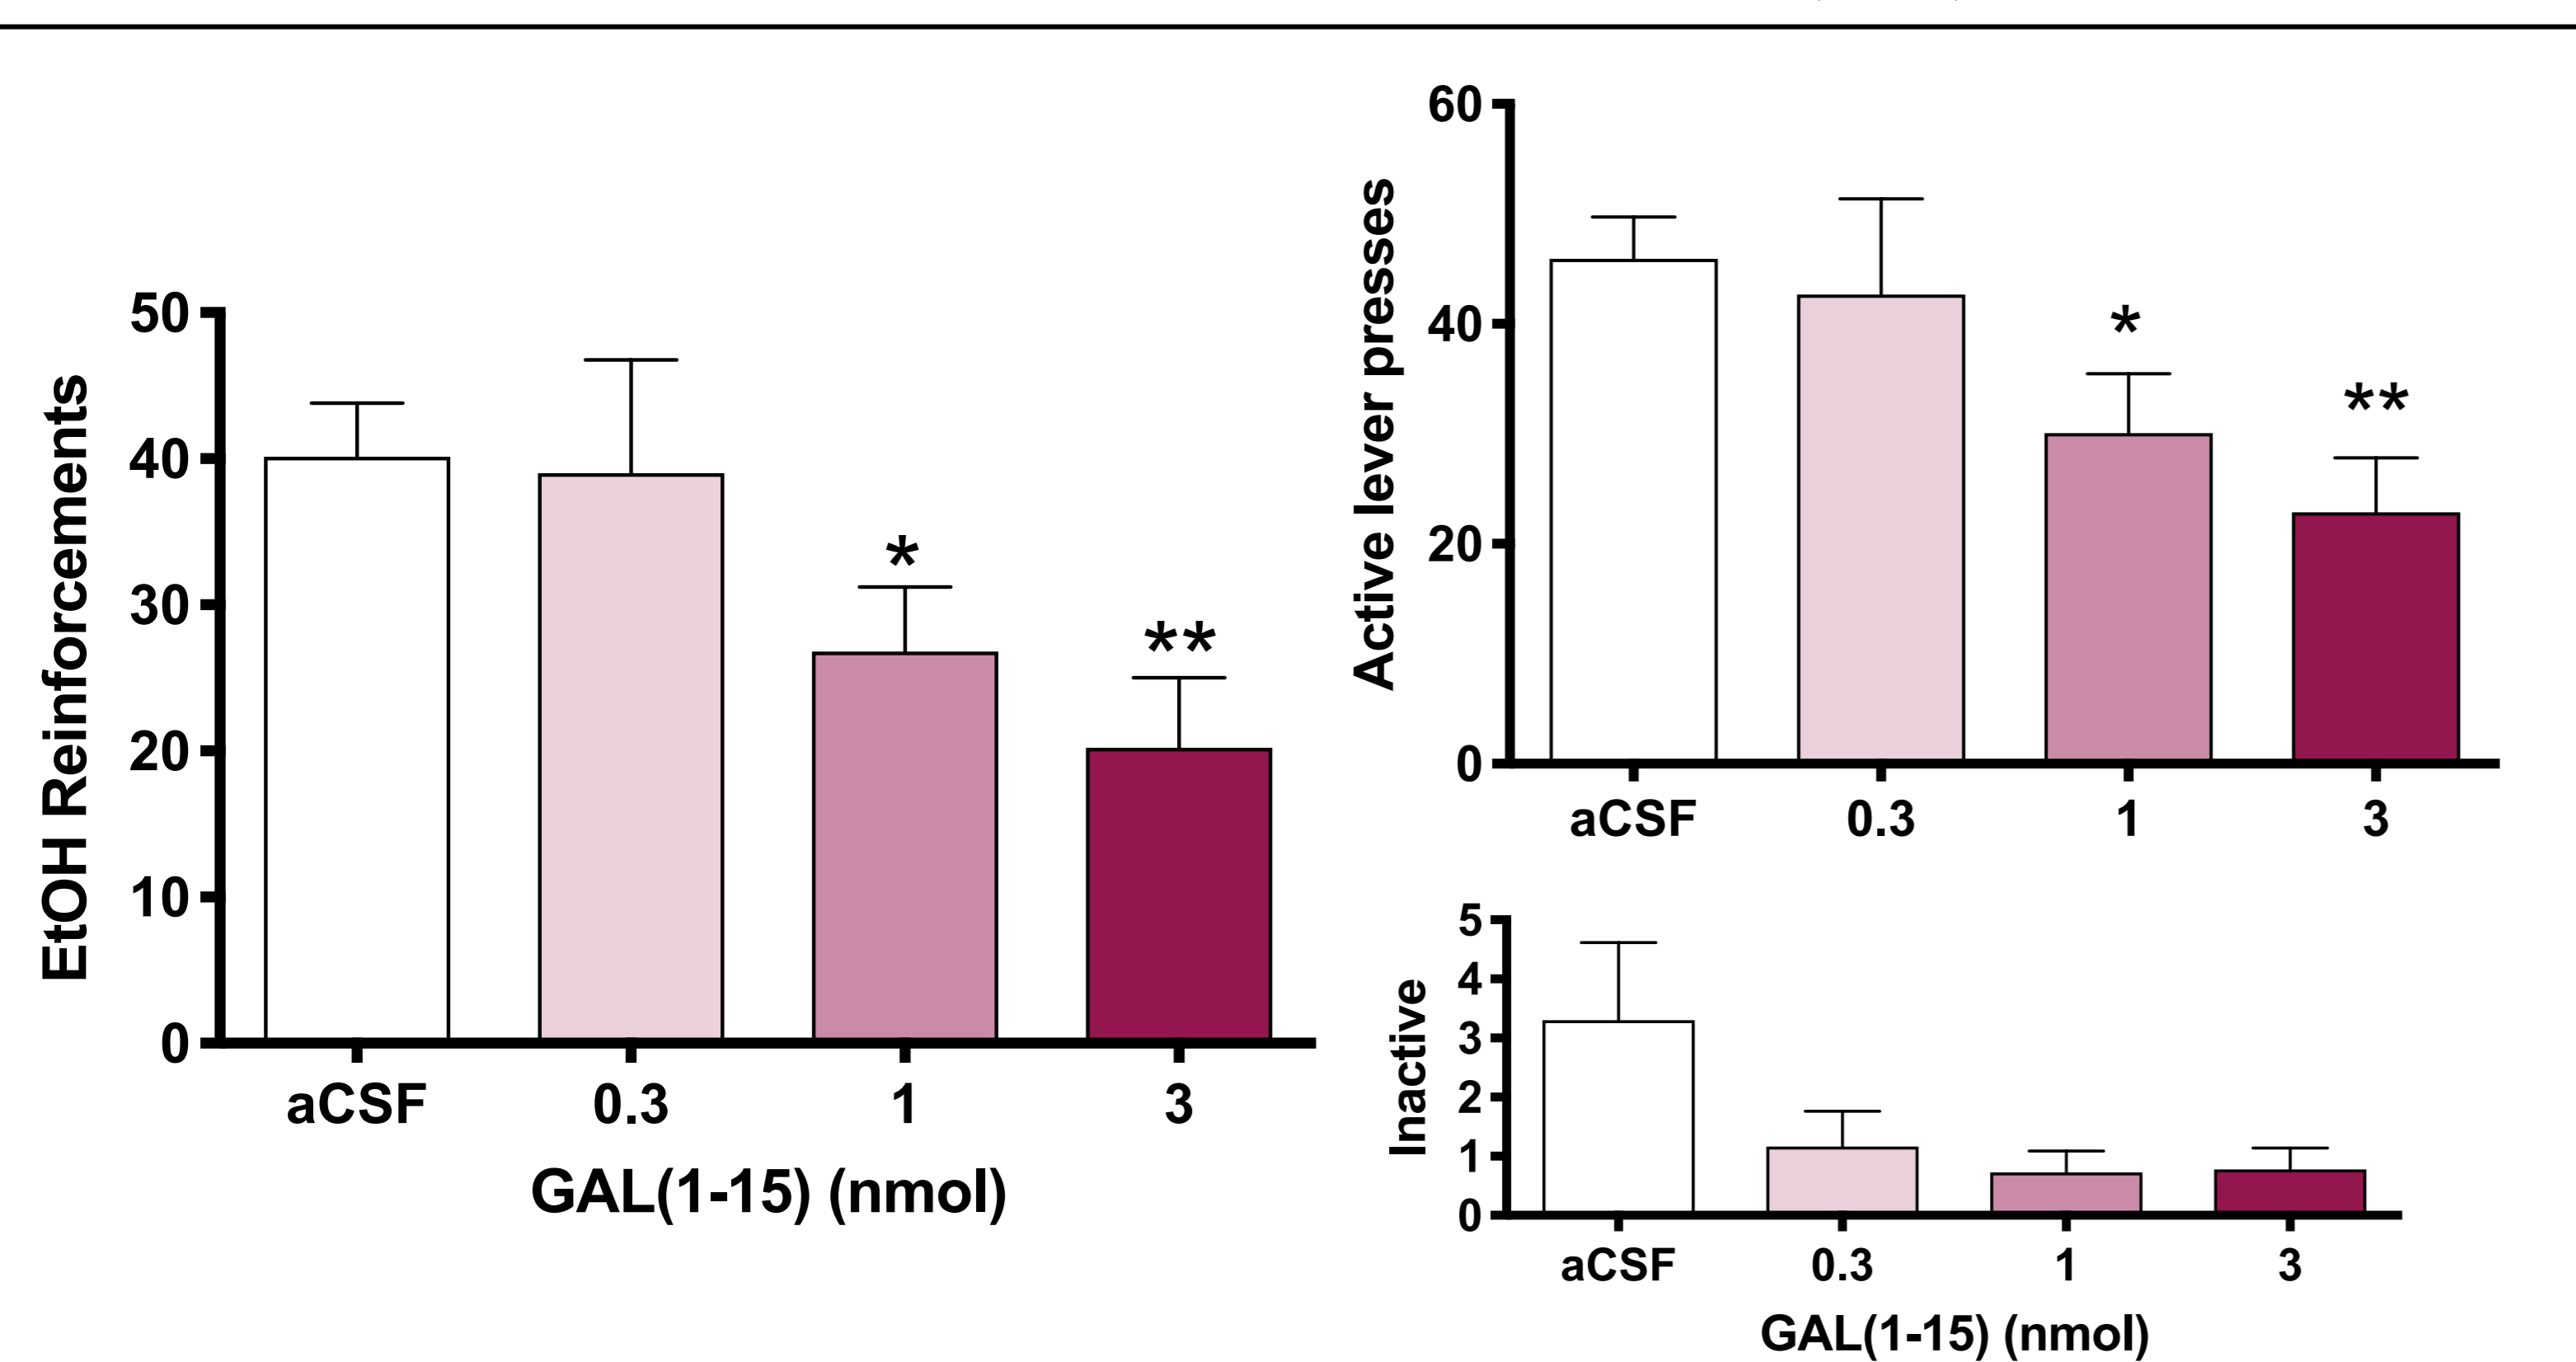 EtOH Reinforcements
50
40
30
20
10
0
*
**
aCSF 0.3 1 3
GAL(1-15) (nmol)
Active lever presses
60
40
20
0
*
**
aCSF 0.3 1 3
Inactive
5
4
3
2
1
0
aCSF 0.3 1 3
GAL(1-15) (nmol)